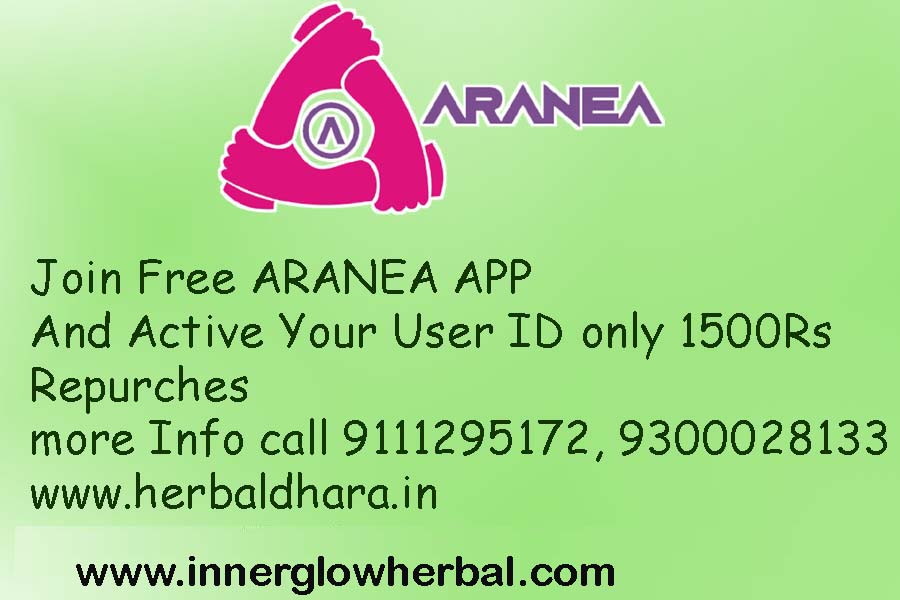 ARANEA
Join Free ARANEA APP
And Active Your User ID only 1500Rs
Repurches
more Info call 9111295172, 9300028133
www.herbaldhara.in
www.innerglowherbal.com